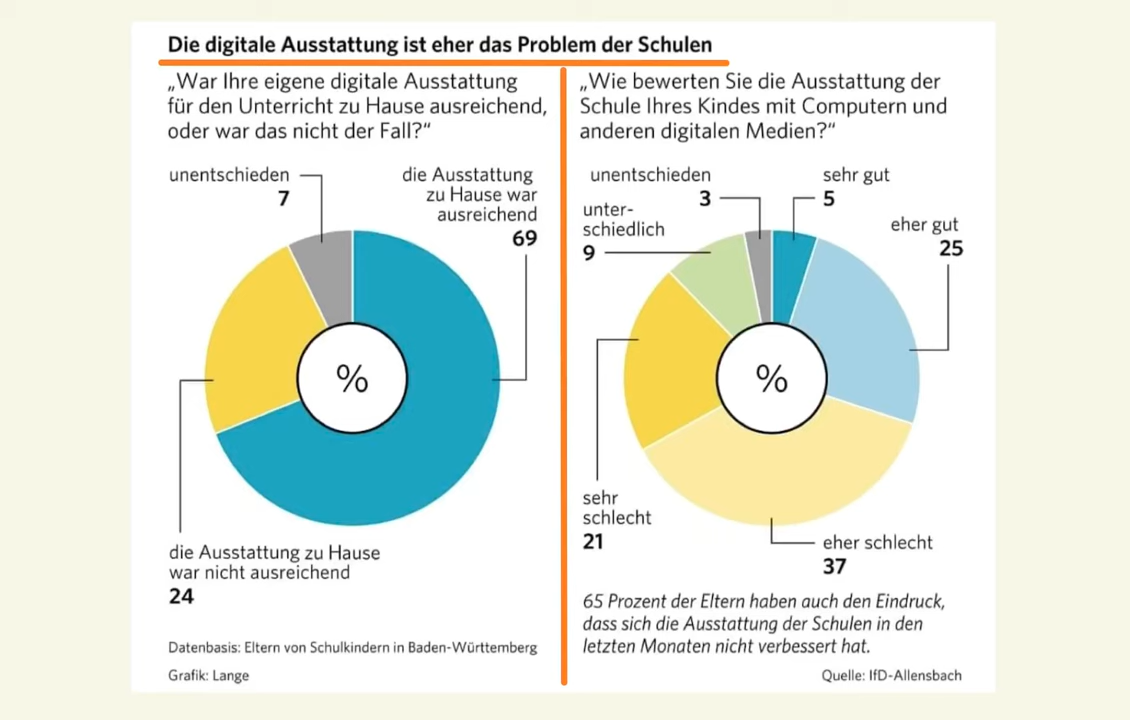 Die digitale Ausstattung ist eher das Problem der Schulen
„War Ihre eigene digitale Ausstattung
für den Unterricht zu Hause ausreichend,
oder war das nicht der Fall?“
unentschieden
7
die Ausstattung
zu Hause war
ausreichend
69
%
die Ausstattung zu Hause
war nicht ausreichend
24
Datenbasis: Eltern von Schulkindern in Baden-Württemberg
Grafik: Lange
„Wie bewerten Sie die Ausstattung der
Schule Ihres Kindes mit Computern und
anderen digitalen Medien?“
unentschieden
3
sehr gut
5
unter-
schiedlich
9
eher gut
25
%
sehr
schlecht
21
eher schlecht
37
65 Prozent der Eltern haben auch den Eindruck,
dass sich die Ausstattung der Schulen in den
letzten Monaten nicht verbessert hat.
Quelle: IfD-Allensbach